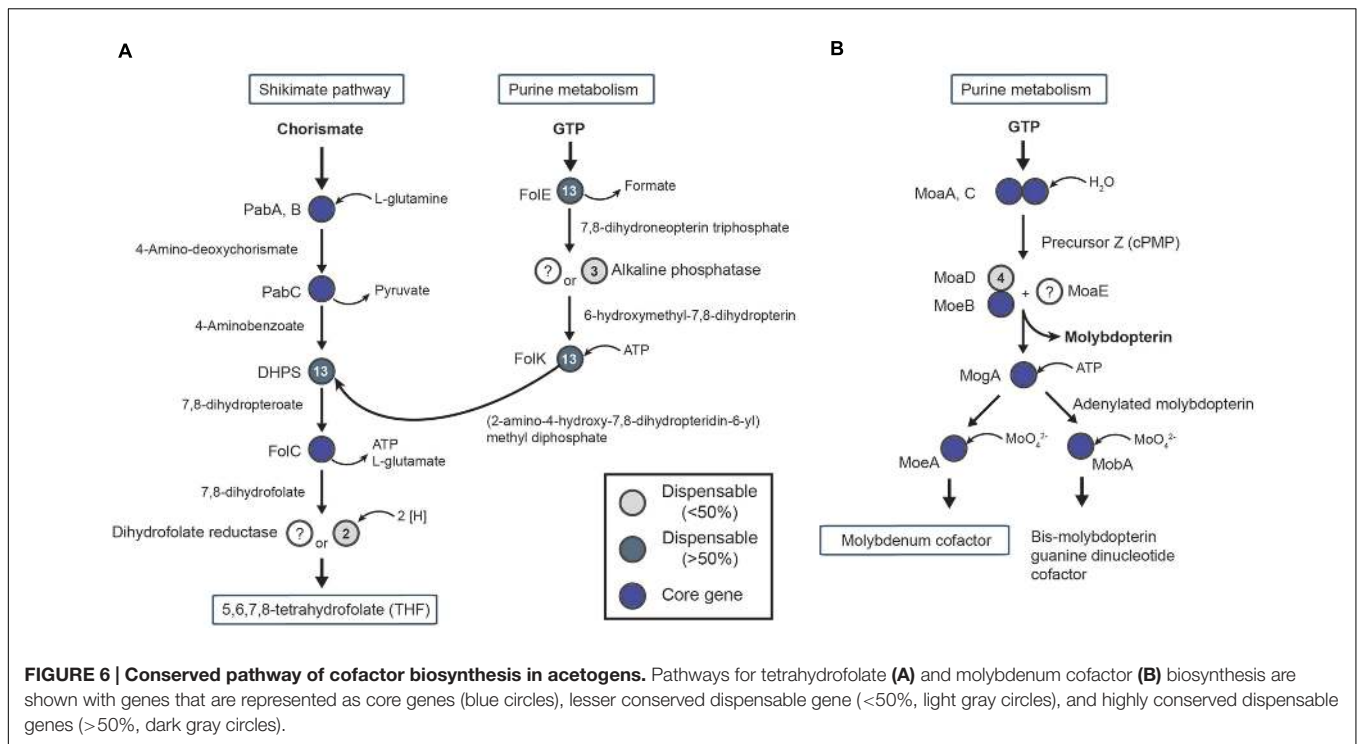 A
Shikimate pathway
Chorismate
PabA, B
L-glutamine
4-Amino-deoxychorismate
PabC
Pyruvate
4-Aminobenzoate
DHPS
13
7,8-dihydropteroate
FolC
ATP
L-glutamate
7,8-dihydrofolate
Dihydrofolate reductase
?
or
2
2 [H]
5,6,7,8-tetrahydrofolate (THF)
Purine metabolism
GTP
FolE
13
Formate
7,8-dihydroneopterin triphosphate
?
or
3
Alkaline phosphatase
6-hydroxymethyl-7,8-dihydropterin
FolK
13
ATP
(2-amino-4-hydroxy-7,8-dihydropteridin-6-yl)
methyl diphosphate
Dispensable
(<50%)
Dispensable
(>50%)
Core gene
B
Purine metabolism
GTP
MoaA, C
H₂O
Precursor Z (cPMP)
MoaD
4
MoeB
+
?
MoaE
Molybdopterin
MogA
ATP
Adenylated molybdopterin
MoeA
MoO₄²⁻
MoO₄²⁻
MobA
Molybdenum cofactor
Bis-molybdopterin
guanine dinucleotide
cofactor
FIGURE 6 | Conserved pathway of cofactor biosynthesis in acetogens. Pathways for tetrahydrofolate (A) and molybdenum cofactor (B) biosynthesis are
shown with genes that are represented as core genes (blue circles), lesser conserved dispensable gene (<50%, light gray circles), and highly conserved dispensable
genes (>50%, dark gray circles).